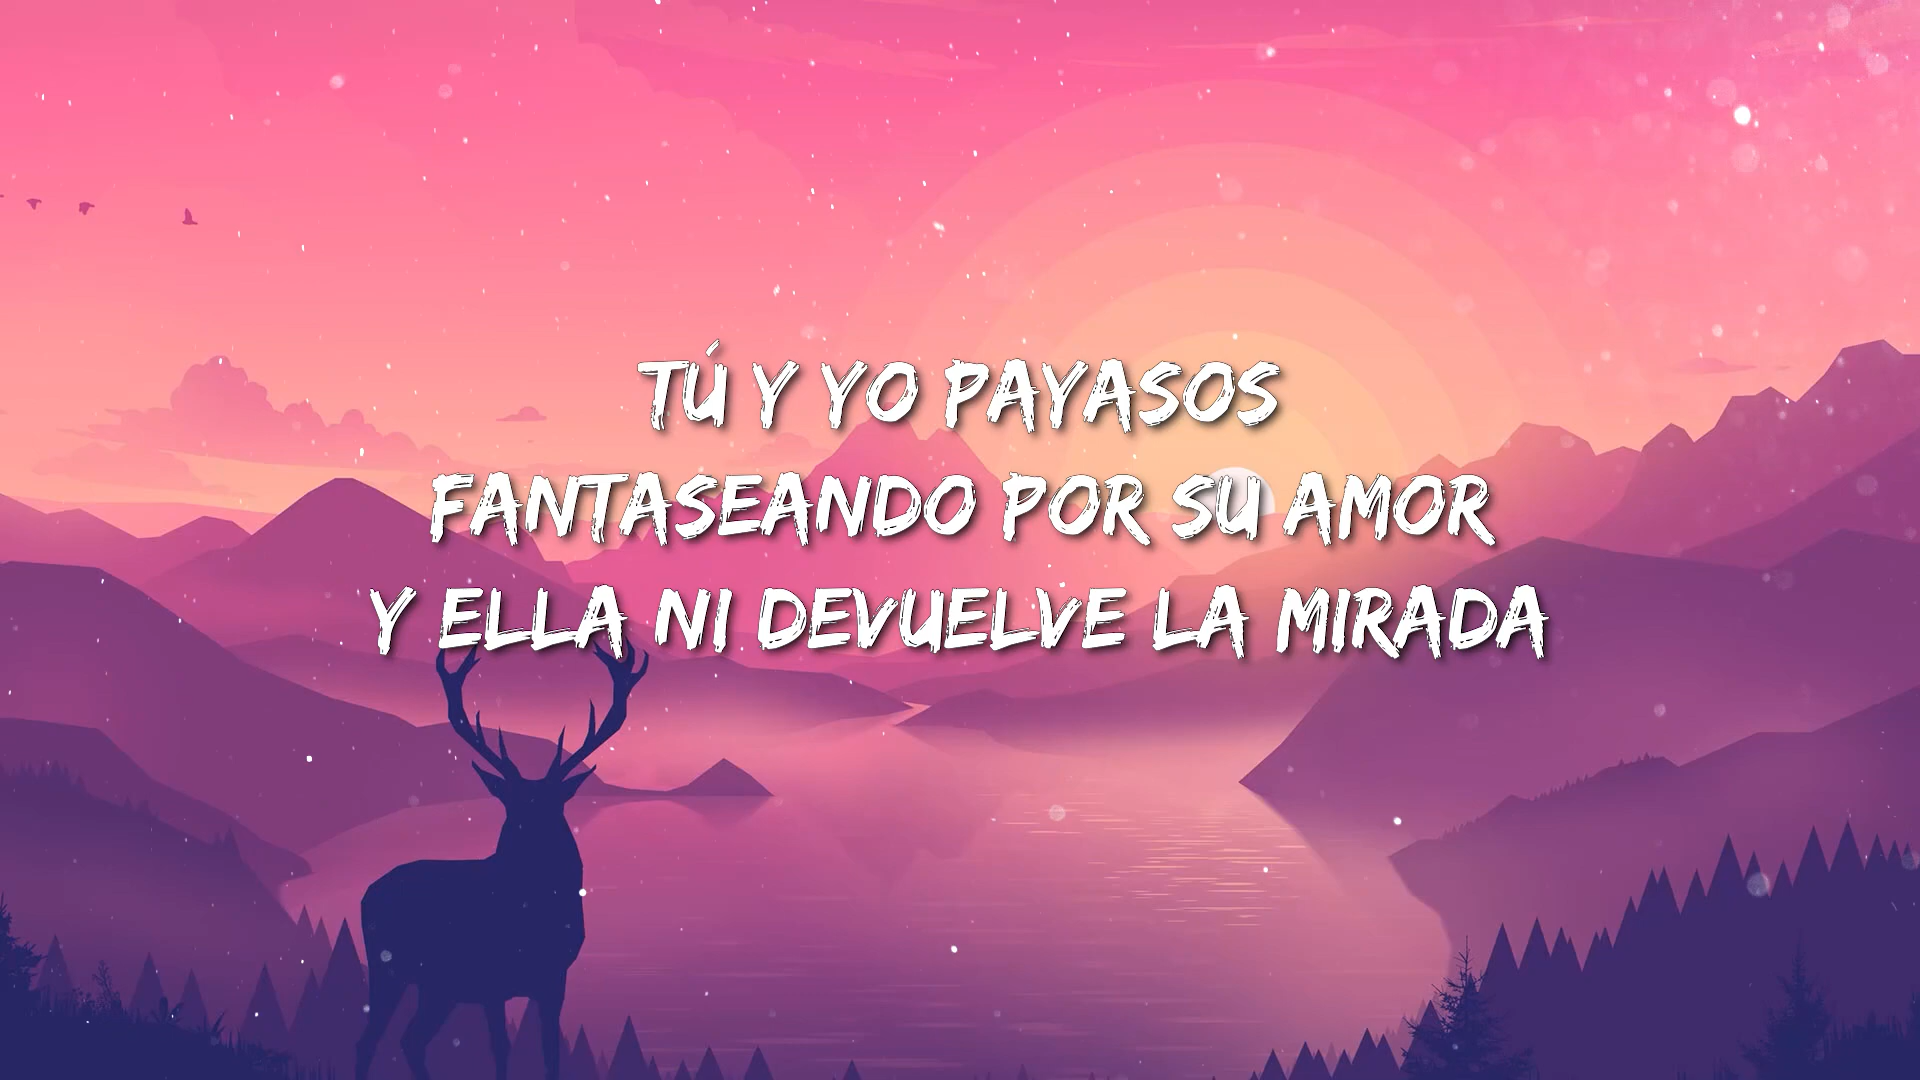 TÚ Y YO PAYASOS
FANTASEANDO POR SU AMOR
Y ELLA NI DEVUELVE LA MIRADA